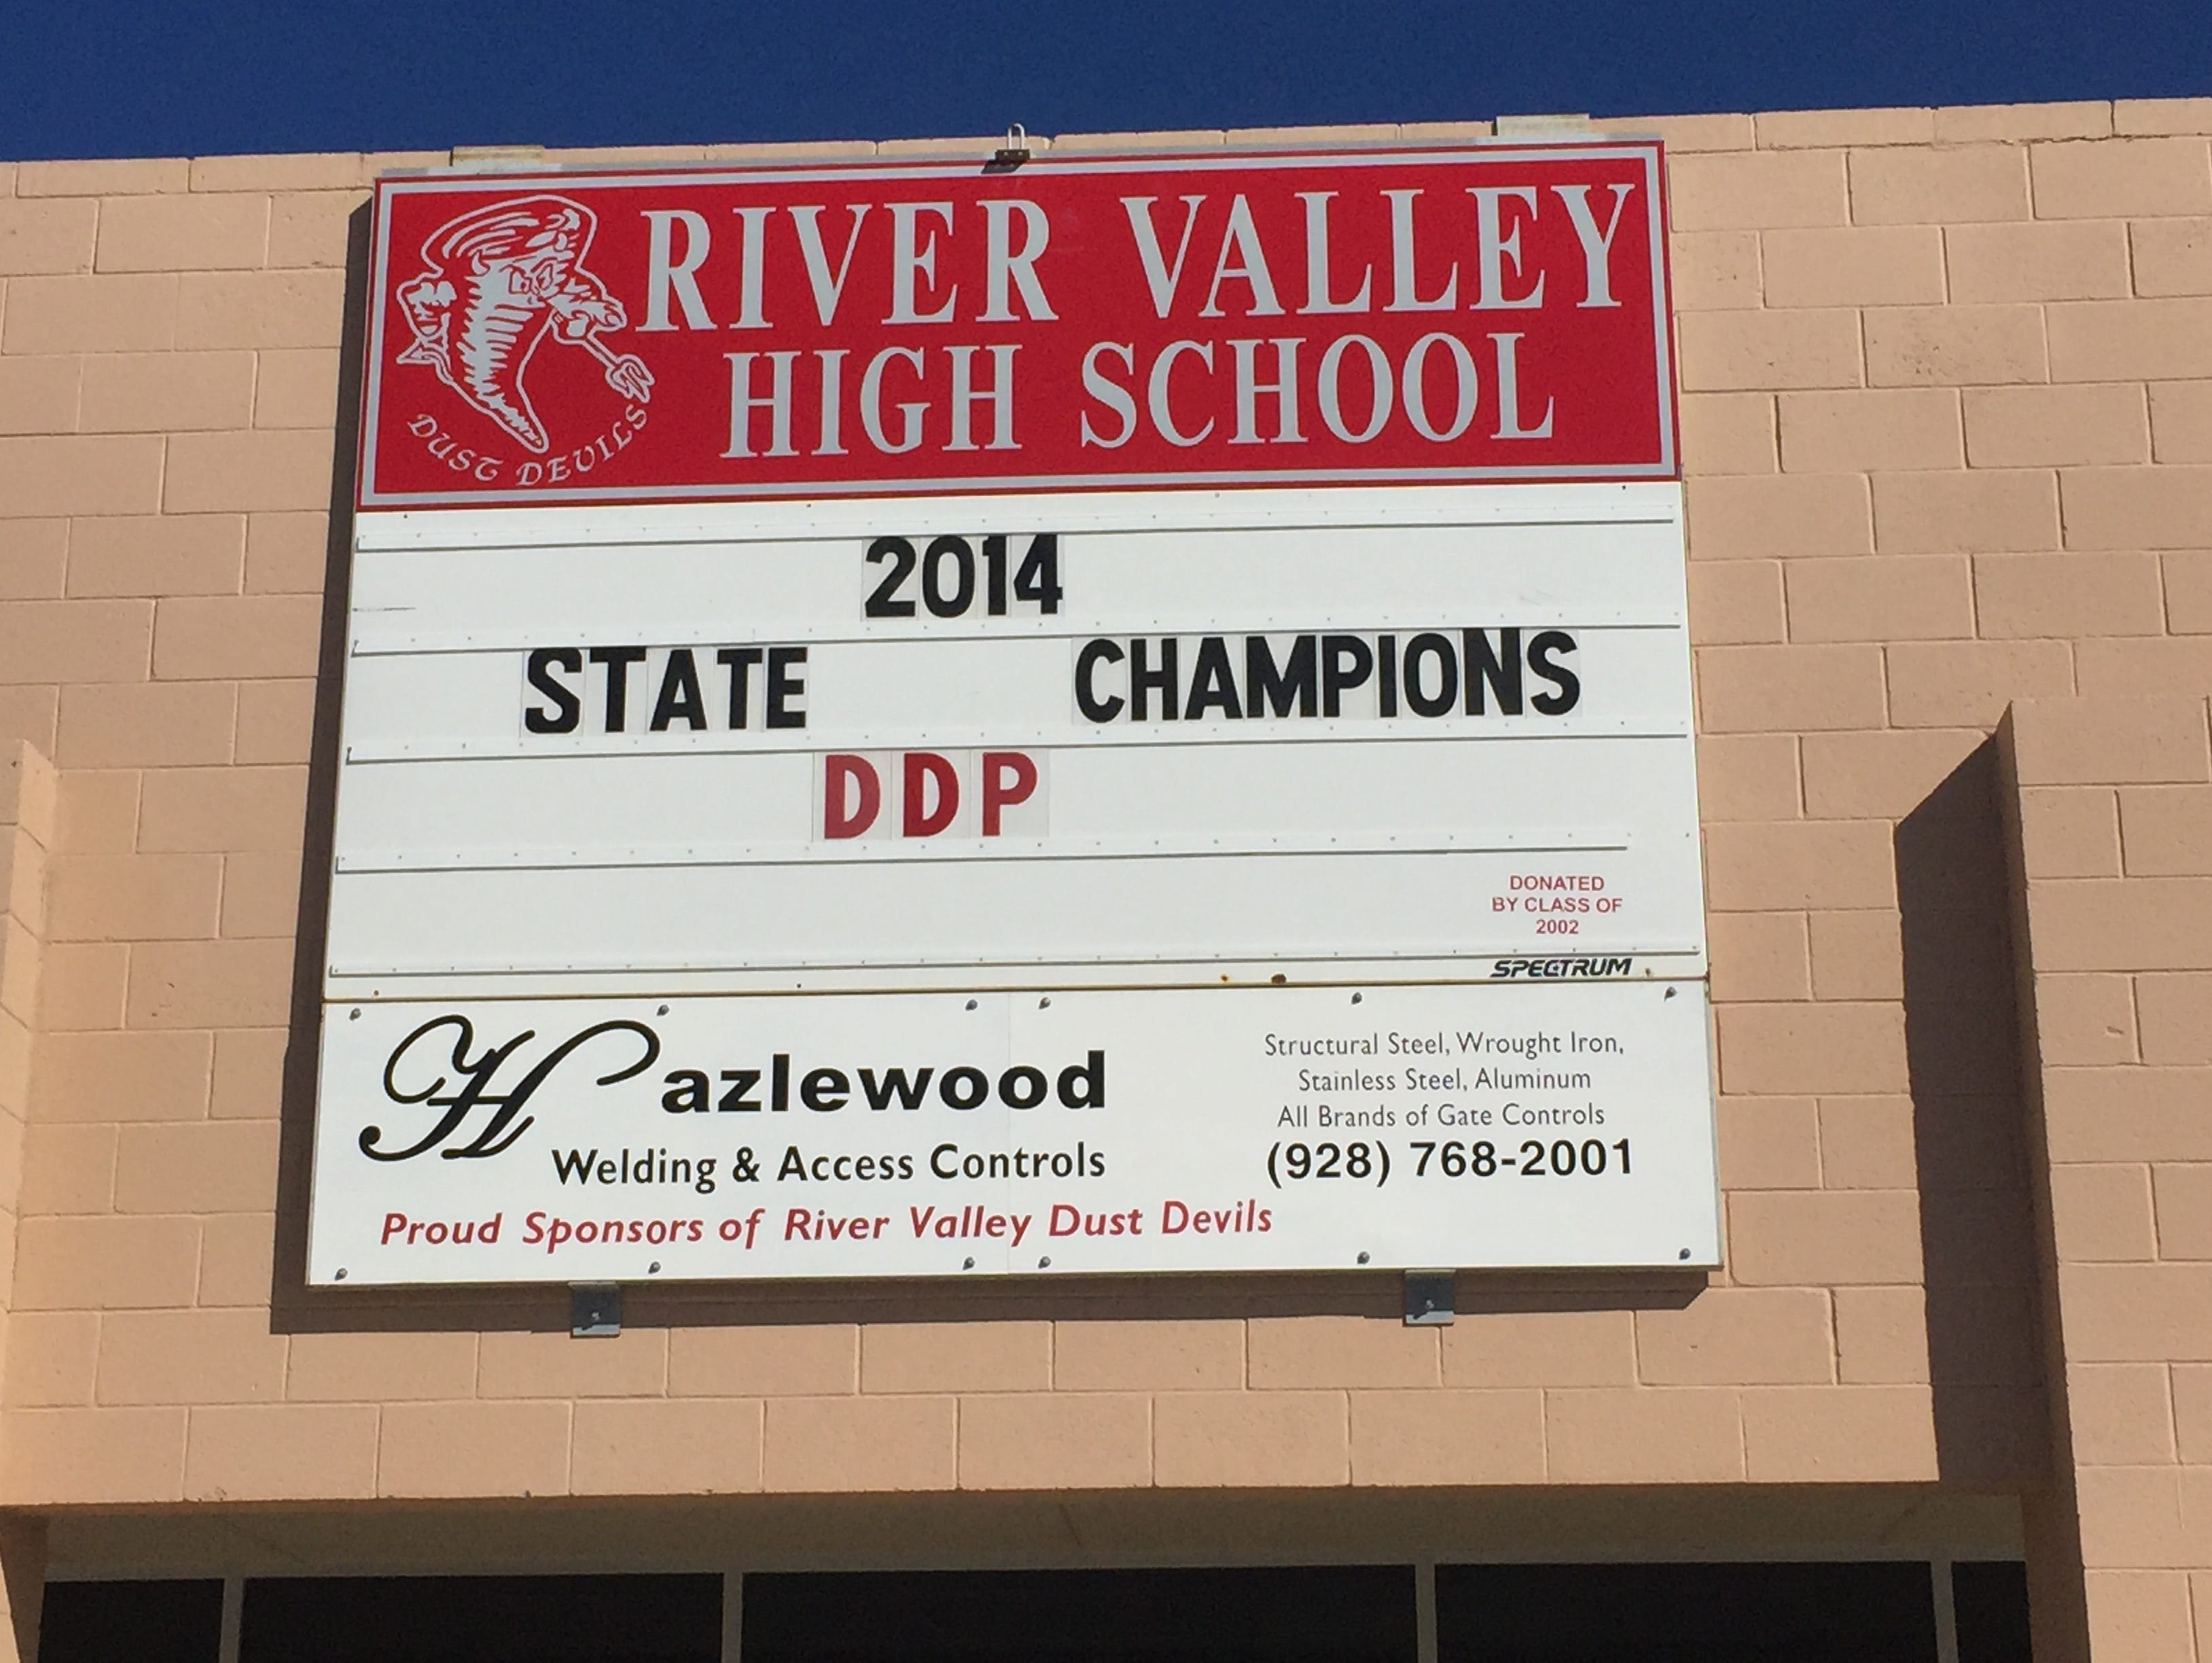 RIVER VALLEY
HIGH SCHOOL
DUST DEVILS
2014
STATE CHAMPIONS
DDP
DONATED
BY CLASS OF
2002
SPECTRUM
Hazlewood
Welding & Access Controls
Proud Sponsors of River Valley Dust Devils
Structural Steel, Wrought Iron,
Stainless Steel, Aluminum
All Brands of Gate Controls
(928) 768-2001